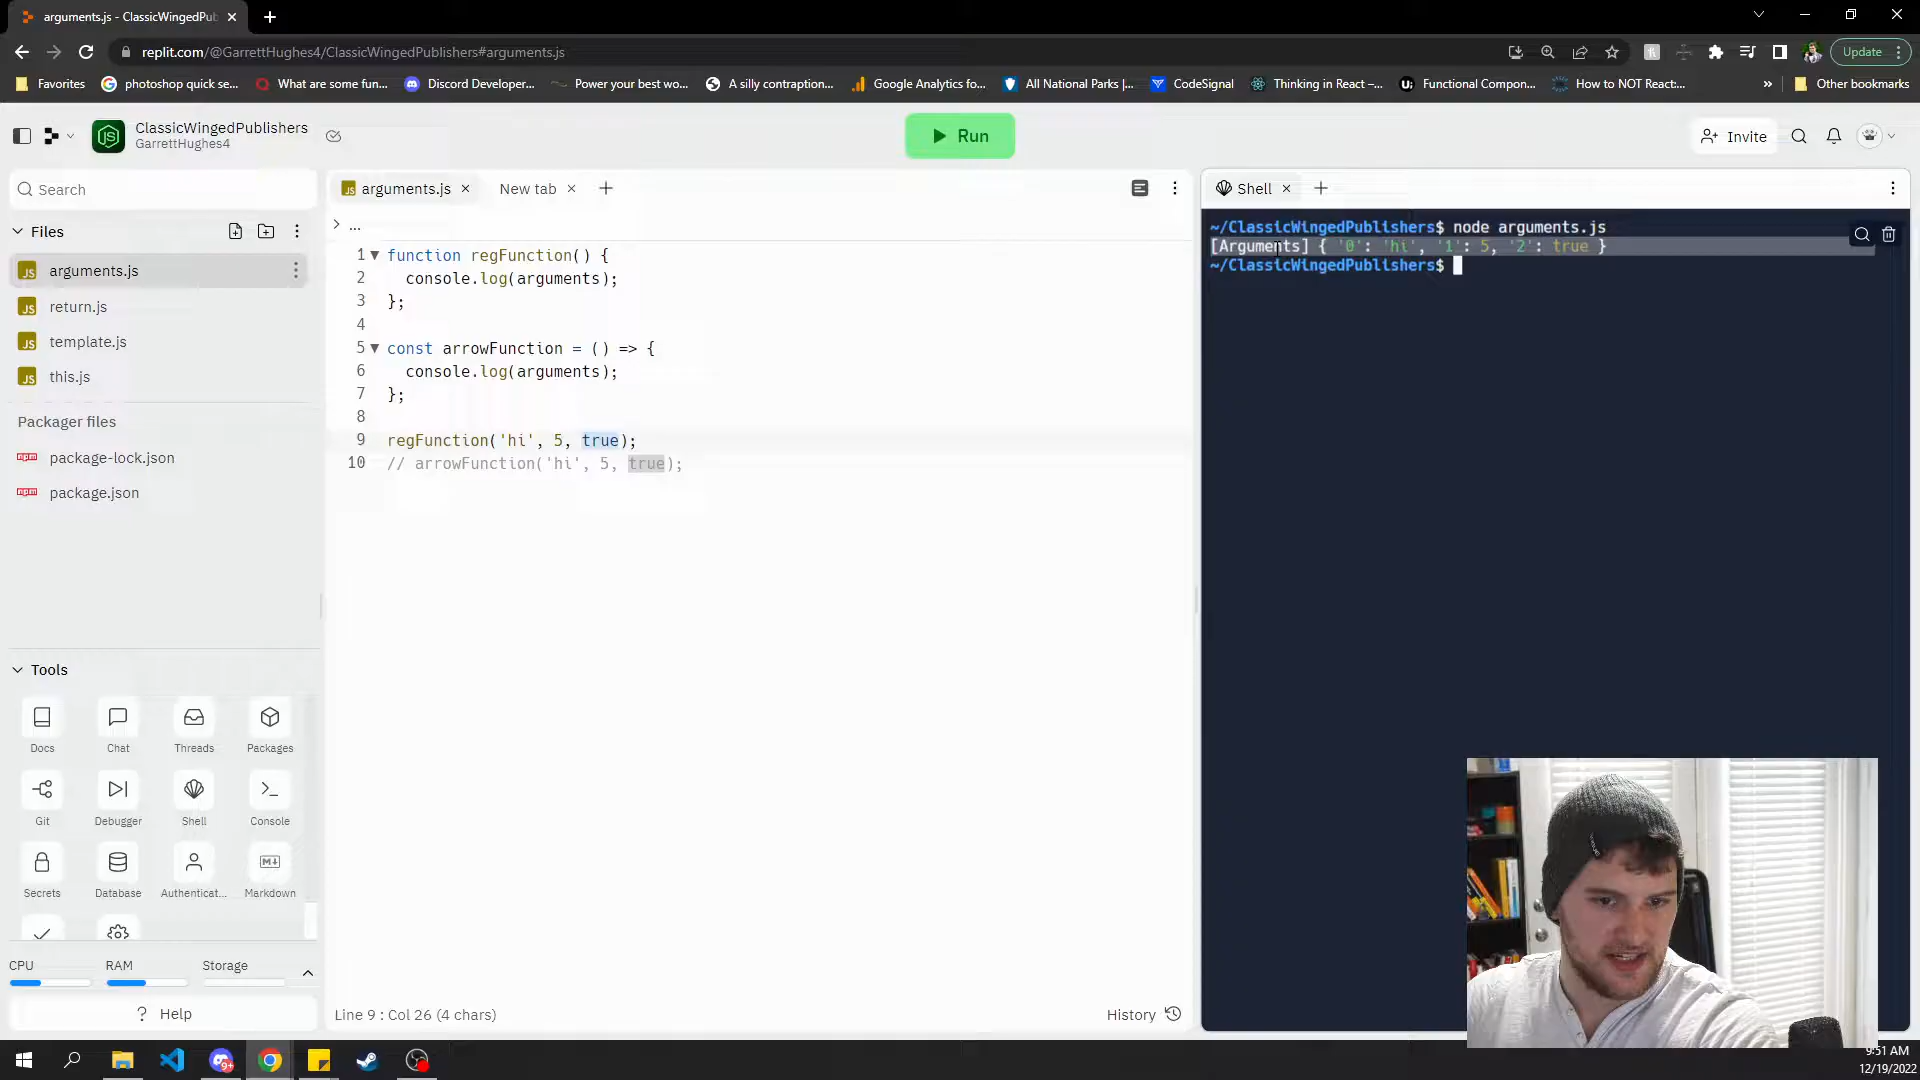 arguments.js - ClassicWingedPub
replit.com/@GarrettHughes4/ClassicWingedPublishers#arguments.js
Update
Favorites
photoshop quick se...
What are some fun...
Discord Developer...
Power your best wo...
A silly contraption...
Google Analytics fo...
All National Parks |...
CodeSignal
Thinking in React –...
Functional Compon...
How to NOT React:...
»
Other bookmarks
ClassicWingedPublishers
GarrettHughes4
Run
Invite
Search
Files
arguments.js
return.js
template.js
this.js
Packager files
package-lock.json
package.json
Tools
Docs
Chat
Threads
Packages
Git
Debugger
Shell
Console
Secrets
Database
Authenticat...
Markdown
CPU
RAM
Storage
? Help
arguments.js
New tab
> ...
1 function regFunction() {
2 console.log(arguments);
3 };
4
5 const arrowFunction = () => {
6 console.log(arguments);
7 };
8
9 regFunction('hi', 5, true);
10 // arrowFunction('hi', 5, true);
Line 9 : Col 26 (4 chars)
History
Shell
~/ClassicWingedPublishers$ node arguments.js
[Arguments] { '0': 'hi', '1': 5, '2': true }
~/ClassicWingedPublishers$
9+
9:51 AM
12/19/2022